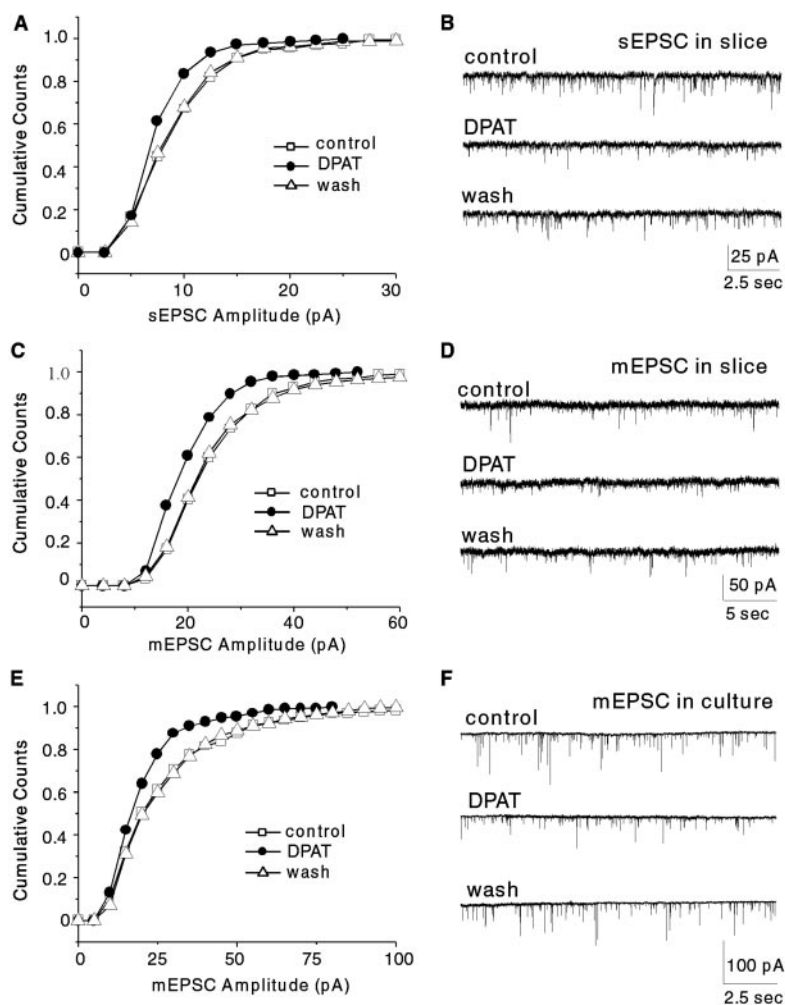 A
Cumulative Counts
1.0
0.8
0.6
0.4
0.2
0
control
DPAT
wash
0 10 20 30
sEPSC Amplitude (pA)
B
sEPSC in slice
control
DPAT
wash
25 pA
2.5 sec
C
Cumulative Counts
1.0
0.8
0.6
0.4
0.2
0
control
DPAT
wash
0 20 40 60
mEPSC Amplitude (pA)
D
mEPSC in slice
control
DPAT
wash
50 pA
5 sec
E
Cumulative Counts
1.0
0.8
0.6
0.4
0.2
0
control
DPAT
wash
0 25 50 75 100
mEPSC Amplitude (pA)
F
mEPSC in culture
control
DPAT
wash
100 pA
2.5 sec